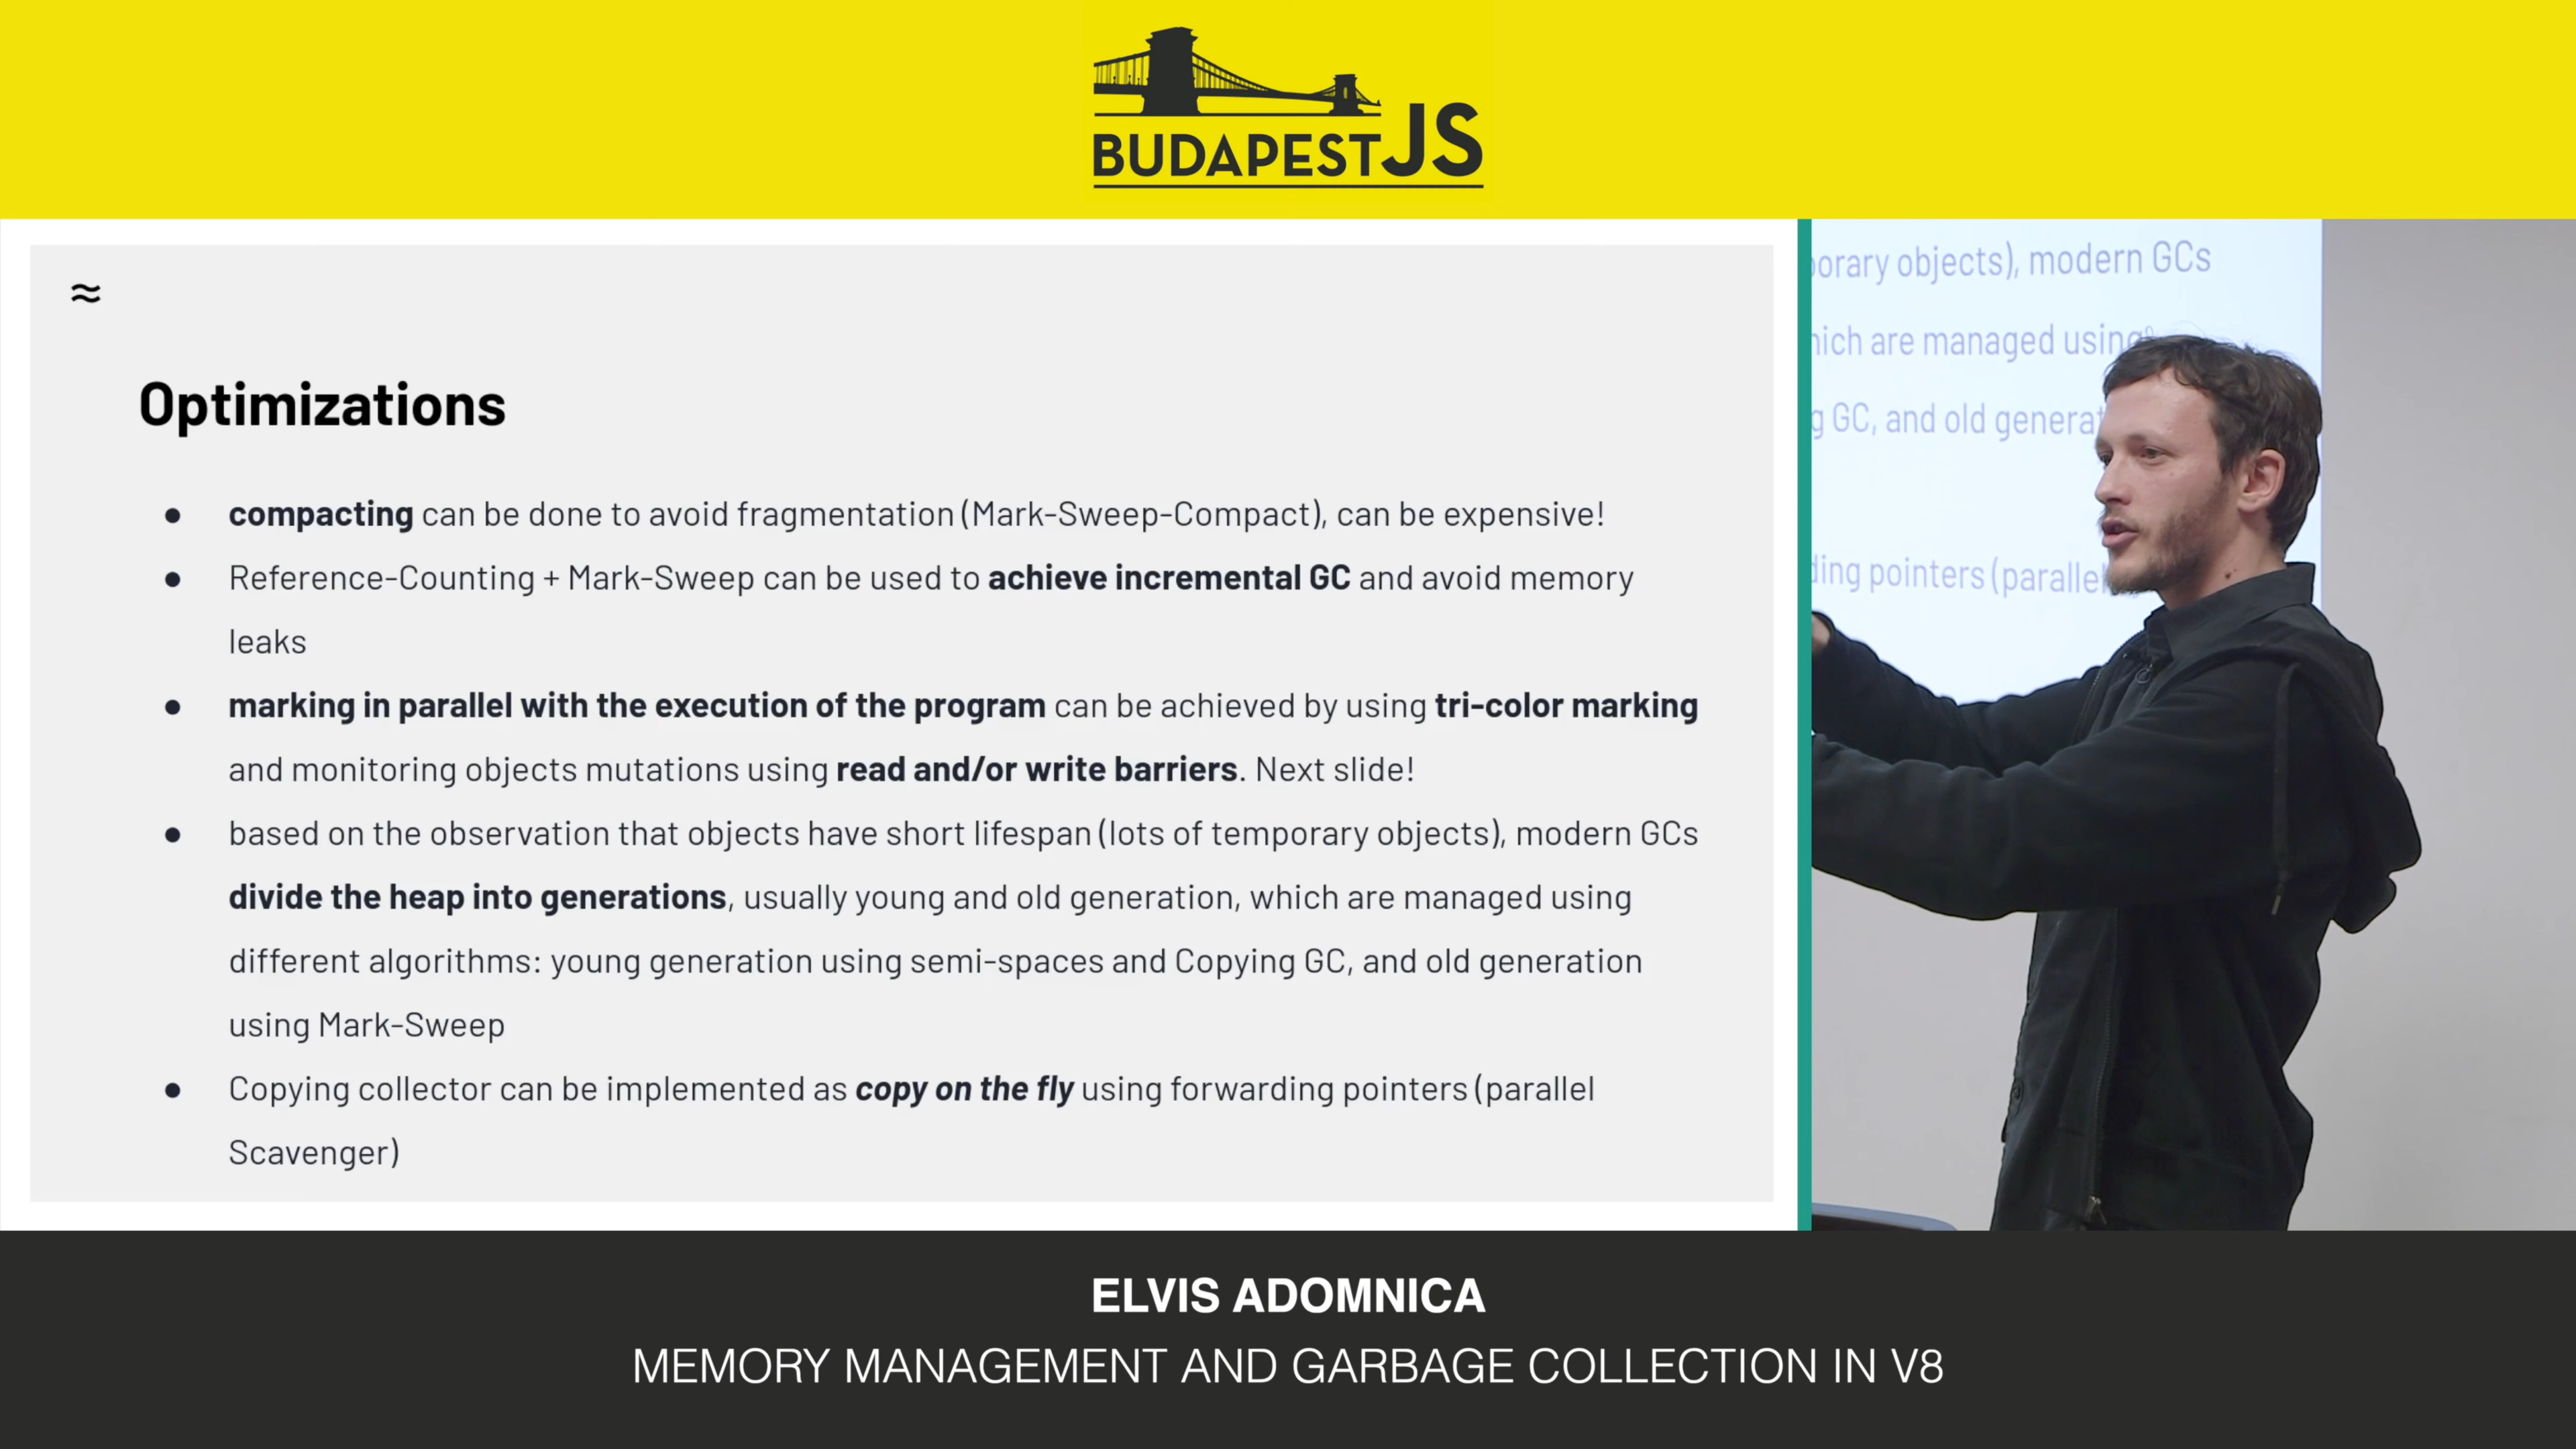 BUDAPESTJS
≈
Optimizations
● compacting can be done to avoid fragmentation (Mark-Sweep-Compact), can be expensive!
● Reference-Counting + Mark-Sweep can be used to achieve incremental GC and avoid memory
leaks
● marking in parallel with the execution of the program can be achieved by using tri-color marking
and monitoring objects mutations using read and/or write barriers. Next slide!
● based on the observation that objects have short lifespan (lots of temporary objects), modern GCs
divide the heap into generations, usually young and old generation, which are managed using
different algorithms: young generation using semi-spaces and Copying GC, and old generation
using Mark-Sweep
● Copying collector can be implemented as copy on the fly using forwarding pointers (parallel
Scavenger)
objects), modern GCs
are managed using
GC, and old
pointers (parallel
ELVIS ADOMNICA
MEMORY MANAGEMENT AND GARBAGE COLLECTION IN V8